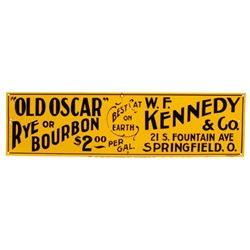 "OLD OSCAR"
RYE OR
BOURBON
$2.00
PER
GAL.
BEST
ON
EARTH
AT
W. F.
KENNEDY
& CO.
21 S. FOUNTAIN AVE
SPRINGFIELD, O.